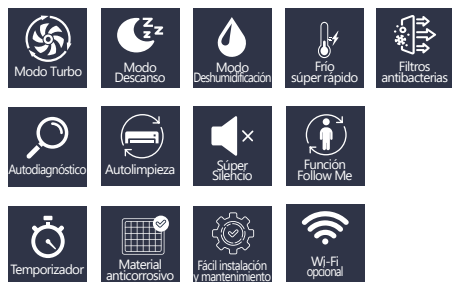 Modo Turbo
zzz
Modo
Descanso
Modo
Deshumidificación
Frío
súper rápido
Filtros
antibacterias
Autodiagnóstico
Autolimpieza
Súper
Silencio
Función
Follow Me
Temporizador
Material
anticorrosivo
Fácil instalación
y mantenimiento
Wi-Fi
opcional